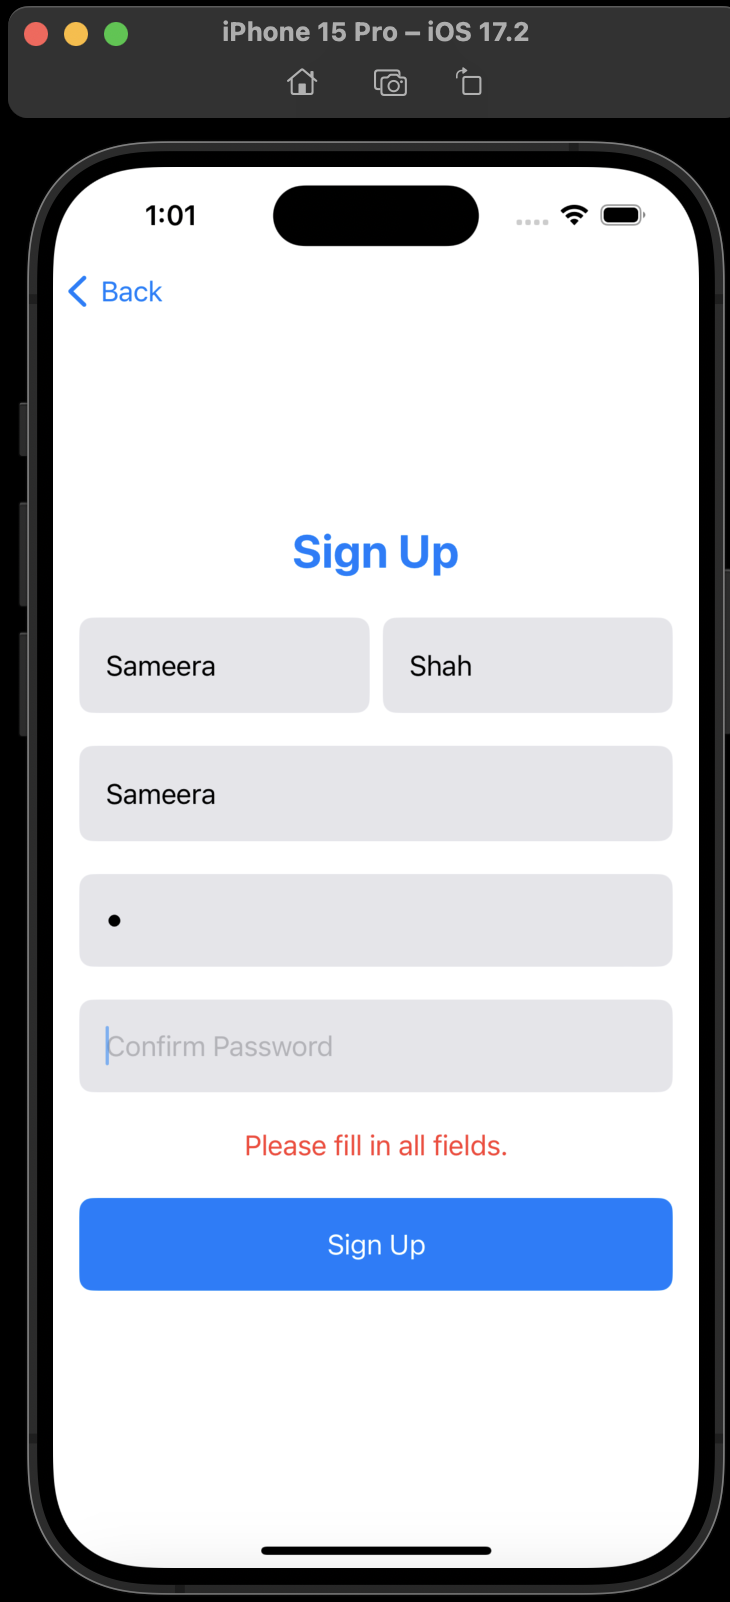 iPhone 15 Pro – iOS 17.2
1:01
Back
Sign Up
Sameera Shah
Sameera
•
Confirm Password
Please fill in all fields.
Sign Up